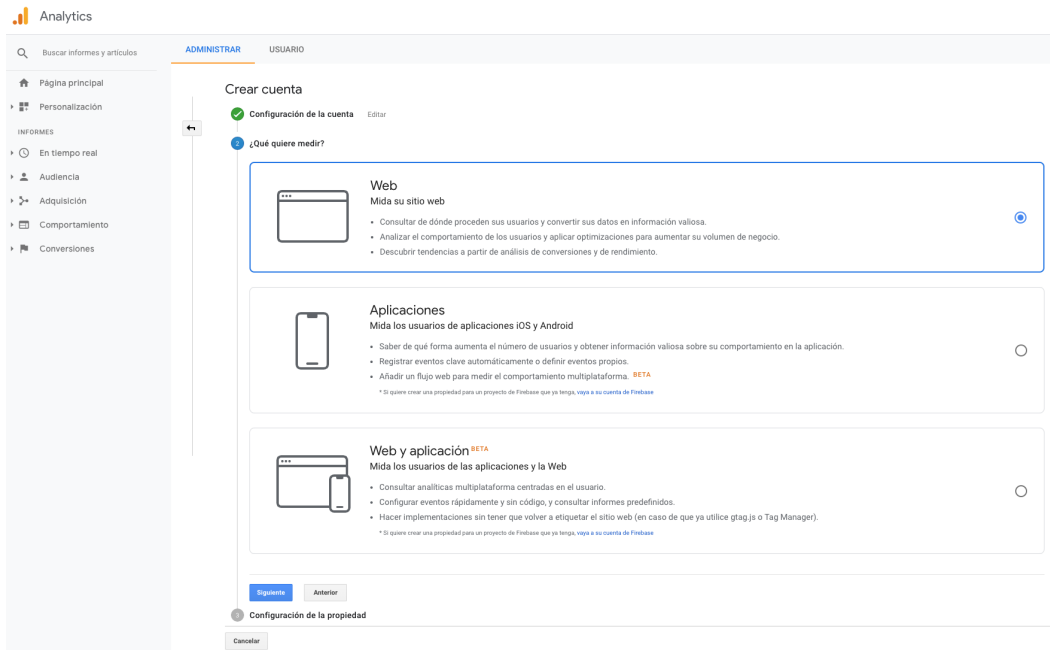 Analytics
Buscar informes y artículos
Página principal
Personalización
INFORMES
En tiempo real
Audiencia
Adquisición
Comportamiento
Conversiones
ADMINISTRAR USUARIO
Crear cuenta
Configuración de la cuenta Editar
2 ¿Qué quiere medir?
Web
Mida su sitio web
• Consultar de dónde proceden sus usuarios y convertir sus datos en información valiosa.
• Analizar el comportamiento de los usuarios y aplicar optimizaciones para aumentar su volumen de negocio.
• Descubrir tendencias a partir de análisis de conversiones y de rendimiento.
Aplicaciones
Mida los usuarios de aplicaciones iOS y Android
• Saber de qué forma aumenta el número de usuarios y obtener información valiosa sobre su comportamiento en la aplicación.
• Registrar eventos clave automáticamente o definir eventos propios.
• Añadir un flujo web para medir el comportamiento multiplataforma. BETA
* Si quiere crear una propiedad para un proyecto de Firebase que ya tenga, vaya a su cuenta de Firebase
Web y aplicación BETA
Mida los usuarios de las aplicaciones y la Web
• Consultar analíticas multiplataforma centradas en el usuario.
• Configurar eventos rápidamente y sin código, y consultar informes predefinidos.
• Hacer implementaciones sin tener que volver a etiquetar el sitio web (en caso de que ya utilice gtag.js o Tag Manager).
* Si quiere crear una propiedad para un proyecto de Firebase que ya tenga, vaya a su cuenta de Firebase
Siguiente Anterior
3 Configuración de la propiedad
Cancelar